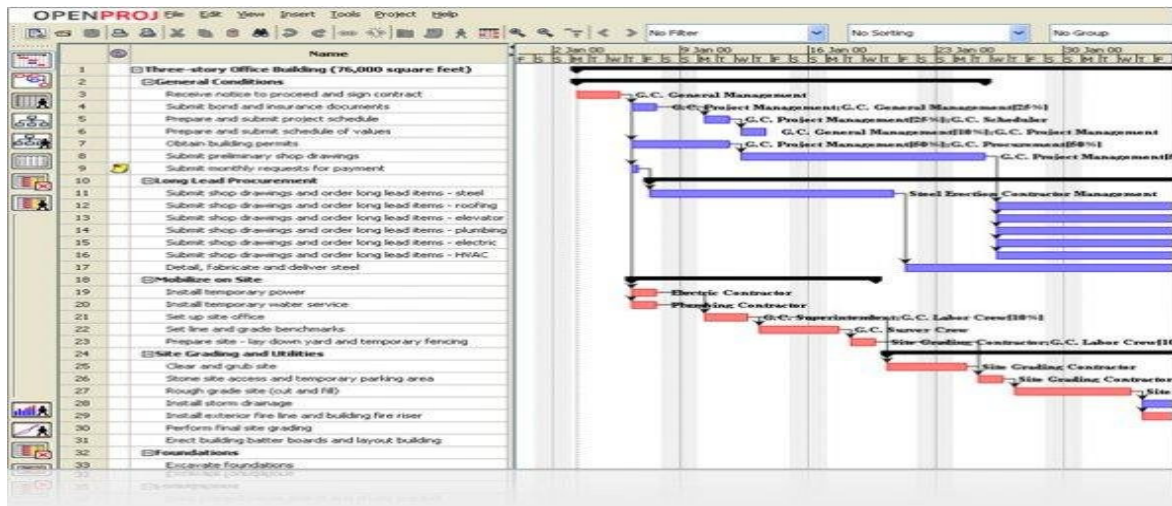 OPENPROJ File Edit View Insert Tools Project Help
No Filter No Sorting No Group
Name 2 Jan 00 9 Jan 00 16 Jan 00 23 Jan 00 30 Jan 00
1 Three-story Office Building (76,000 square feet)
2 General Conditions
3 Receive notice to proceed and sign contract G.C. General Management
4 Submit bond and insurance documents G.C. Project Management;G.C. General Management[25%]
5 Prepare and submit project schedule G.C. Project Management[25%];G.C. Scheduler
6 Prepare and submit schedule of values G.C. General Management[10%];G.C. Project Management
7 Obtain building permits G.C. Project Management[50%];G.C. Procurement[50%]
8 Submit preliminary shop drawings G.C. Project Management
9 Submit monthly requests for payment
10 Long Lead Procurement
11 Submit shop drawings and order long lead items - steel Steel Erection Contractor Management
12 Submit shop drawings and order long lead items - roofing
13 Submit shop drawings and order long lead items - elevator
14 Submit shop drawings and order long lead items - plumbing
15 Submit shop drawings and order long lead items - electric
16 Submit shop drawings and order long lead items - HVAC
17 Detail, fabricate and deliver steel
18 Mobilize on Site
19 Install temporary power Electric Contractor
20 Install temporary water service Plumbing Contractor
21 Set up site office G.C. Superintendent;G.C. Labor Crew[10%]
22 Set line and grade benchmarks G.C. Survey Crew
23 Prepare site - lay down yard and temporary fencing Site Grading Contractor;G.C. Labor Crew[10
24 Site Grading and Utilities
25 Clear and grub site Site Grading Contractor
26 Stone site access and temporary parking area Site Grading Contractor
27 Rough grade site (cut and fill) Site
28 Install storm drainage
29 Install exterior fire line and building fire riser
30 Perform final site grading
31 Erect building batter boards and layout building
32 Foundations
33 Excavate foundations